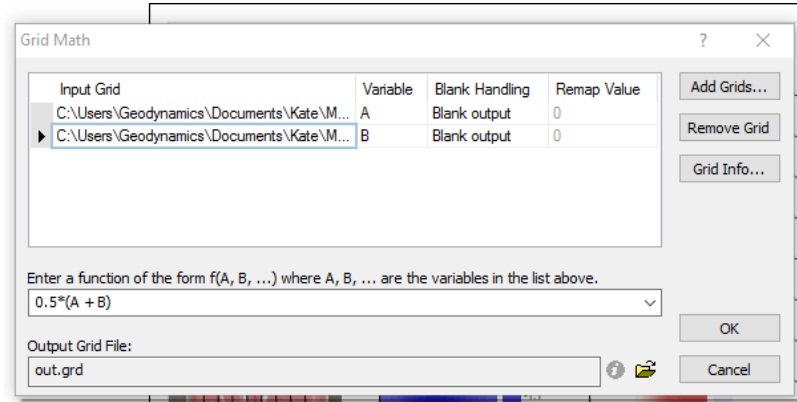 Grid Math
Input Grid Variable Blank Handling Remap Value
C:\Users\Geodynamics\Documents\Kate\M... A Blank output 0
C:\Users\Geodynamics\Documents\Kate\M... B Blank output 0
Add Grids...
Remove Grid
Grid Info...
Enter a function of the form f(A, B, ...) where A, B, ... are the variables in the list above.
0.5*(A + B)
Output Grid File:
out.grd
OK
Cancel